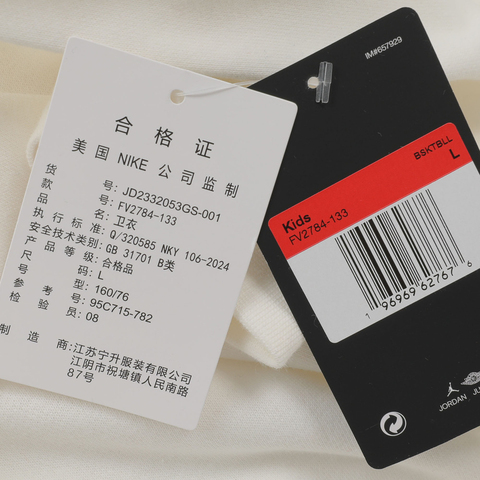 合格证
美国 NIKE 公司监制
货号: JD2332053GS-001
款号: FV2784-133
品名: 卫衣
执行标准: Q/320585 NKY 106-2024
安全技术类别: GB 31701 B类
产品等级: 合格品
尺码: L
号型: 160/76
参考号: 95C715-782
检验员: 08
制造商: 江苏宁升服装有限公司
江阴市祝塘镇人民南路
87号
IM#657929
BSKTBLL
L
Kids
FV2784-133
1 96969 62767 6
JORDAN